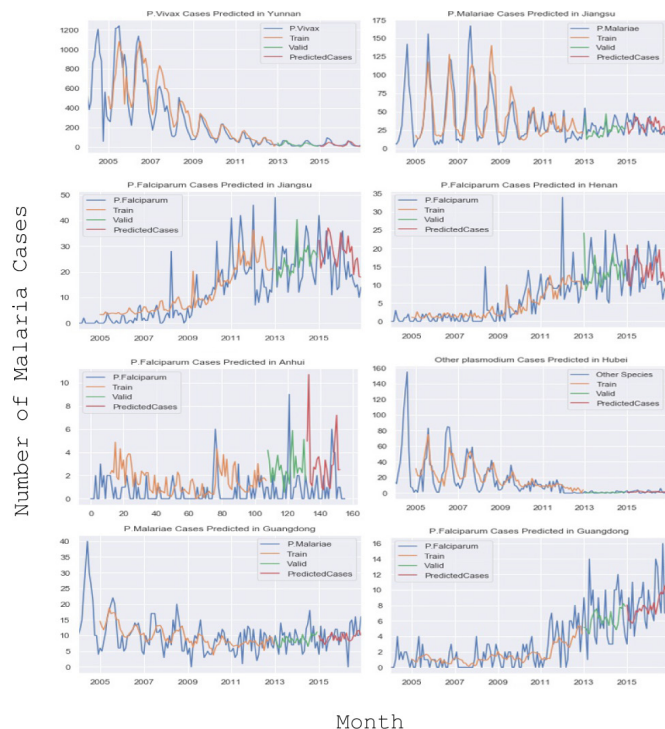 P.Vivax Cases Predicted in Yunnan
1200
1000
800
600
400
200
0
P.Vivax
Train
Valid
PredictedCases
2005 2007 2009 2011 2013 2015
P.Malariae Cases Predicted in Jiangsu
175
150
125
100
75
50
25
0
P.Malariae
Train
Valid
PredictedCases
2005 2007 2009 2011 2013 2015
P.Falciparum Cases Predicted in Jiangsu
50
40
30
20
10
0
P.Falciparum
Train
Valid
PredictedCases
2005 2007 2009 2011 2013 2015
P.Falciparum Cases Predicted in Henan
35
30
25
20
15
10
5
0
P.Falciparum
Train
Valid
PredictedCases
2005 2007 2009 2011 2013 2015
Number of Malaria Cases
P.Falciparum Cases Predicted in Anhui
10
8
6
4
2
0
P.Falciparum
Train
Valid
PredictedCases
0 20 40 60 80 100 120 140 160
Other plasmodium Cases Predicted in Hubei
160
140
120
100
80
60
40
20
0
Other Species
Train
Valid
PredictedCases
2005 2007 2009 2011 2013 2015
P.Malariae Cases Predicted in Guangdong
40
35
30
25
20
15
10
5
0
P.Malariae
Train
Valid
PredictedCases
2005 2007 2009 2011 2013 2015
P.Falciparum Cases Predicted in Guangdong
16
14
12
10
8
6
4
2
0
P.Falciparum
Train
Valid
PredictedCases
2005 2007 2009 2011 2013 2015
Month